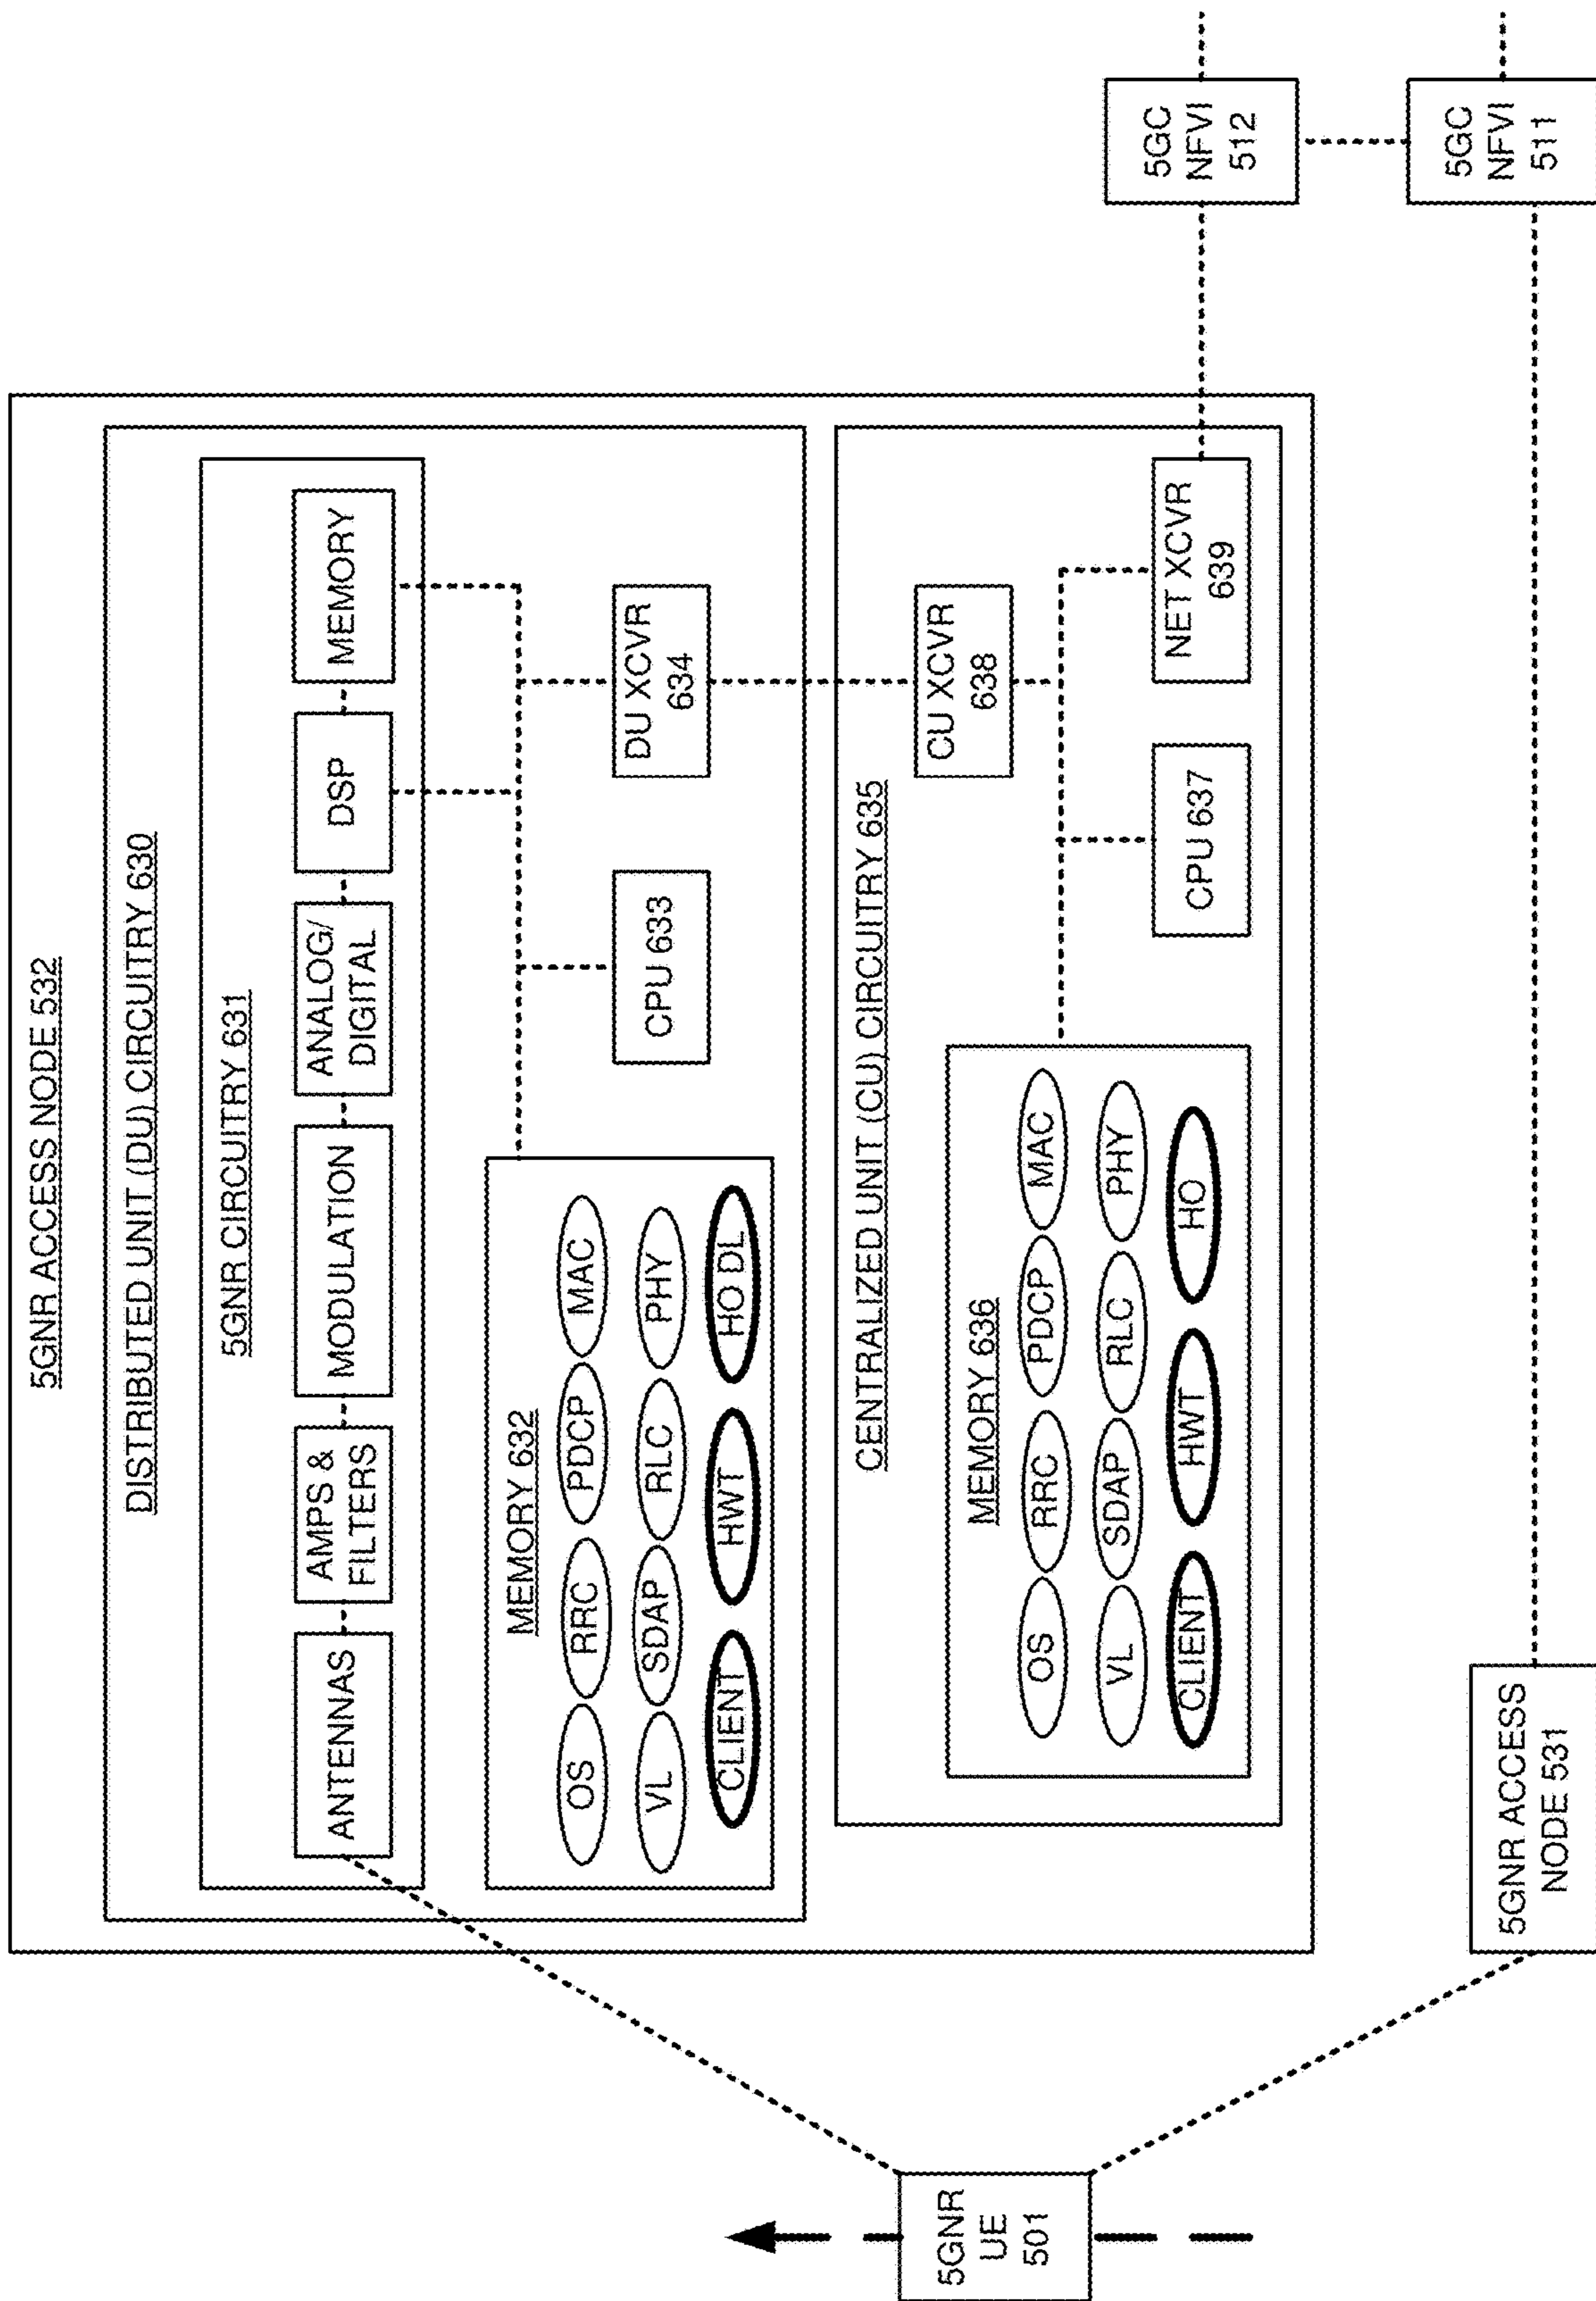 5GNR ACCESS NODE 532
DISTRIBUTED UNIT (DU) CIRCUITRY 630
5GNR CIRCUITRY 631
ANTENNAS
AMPS &
FILTERS
MODULATION
ANALOG/
DIGITAL
DSP
MEMORY
MEMORY 632
OS
RRC
PDCP
MAC
VL
SDAP
RLC
PHY
CLIENT
HWT
HO DL
CPU 633
DU XCVR
634
CENTRALIZED UNIT (CU) CIRCUITRY 635
MEMORY 636
OS
RRC
PDCP
MAC
VL
SDAP
RLC
PHY
CLIENT
HWT
HO
CU XCVR
638
CPU 637
NET XCVR
639
5GNR
UE
501
5GNR ACCESS
NODE 531
5GC
NFVI
512
5GC
NFVI
511